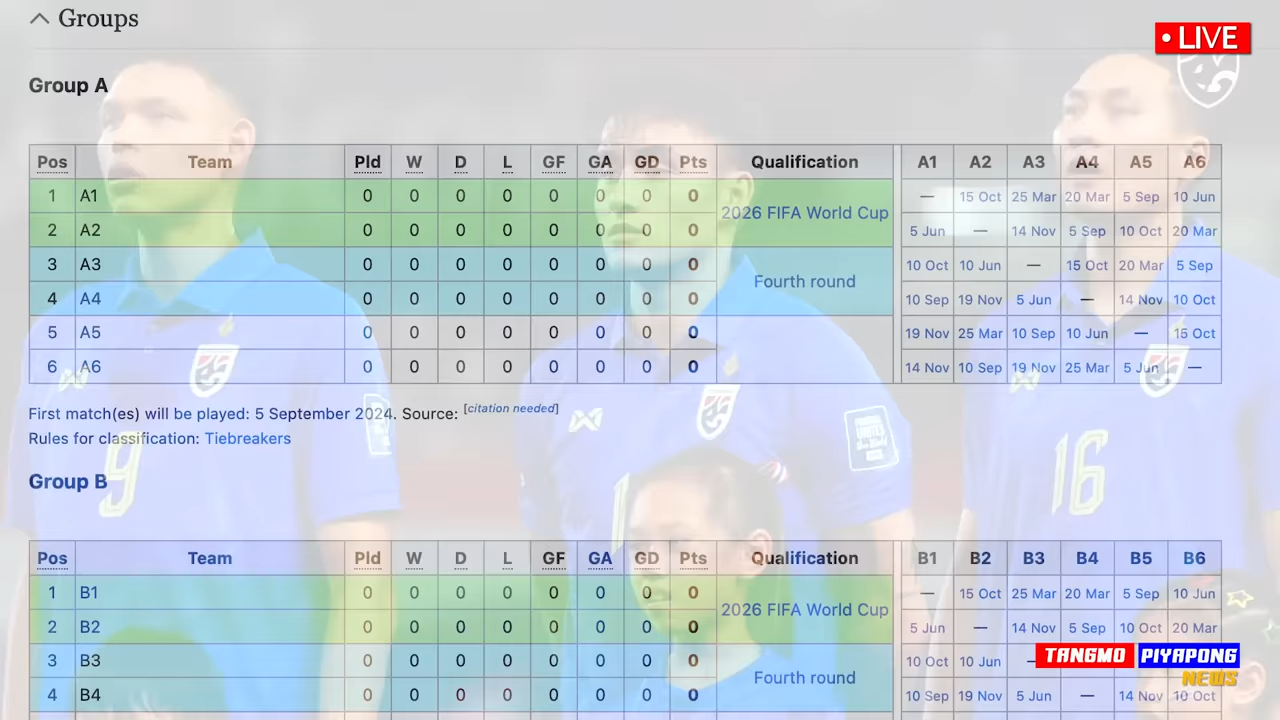 Groups
LIVE
Group A
Pos Team Pld W D L GF GA GD Pts Qualification A1 A2 A3 A4 A5 A6
1 A1 0 0 0 0 0 0 0 0 2026 FIFA World Cup — 15 Oct 25 Mar 20 Mar 5 Sep 10 Jun
2 A2 0 0 0 0 0 0 0 0 5 Jun — 14 Nov 5 Sep 10 Oct 20 Mar
3 A3 0 0 0 0 0 0 0 0 Fourth round 10 Oct 10 Jun — 15 Oct 20 Mar 5 Sep
4 A4 0 0 0 0 0 0 0 0 10 Sep 19 Nov 5 Jun — 14 Nov 10 Oct
5 A5 0 0 0 0 0 0 0 0 19 Nov 25 Mar 10 Sep 10 Jun — 15 Oct
6 A6 0 0 0 0 0 0 0 0 14 Nov 10 Sep 19 Nov 25 Mar 5 Jun —
First match(es) will be played: 5 September 2024. Source: [citation needed]
Rules for classification: Tiebreakers
9
16
Group B
Pos Team Pld W D L GF GA GD Pts Qualification B1 B2 B3 B4 B5 B6
1 B1 0 0 0 0 0 0 0 0 2026 FIFA World Cup — 15 Oct 25 Mar 20 Mar 5 Sep 10 Jun
2 B2 0 0 0 0 0 0 0 0 5 Jun — 14 Nov 5 Sep 10 Oct 20 Mar
3 B3 0 0 0 0 0 0 0 0 Fourth round 10 Oct 10 Jun —
TANGMO PIYAPONG
NEWS
4 B4 0 0 0 0 0 0 0 0 10 Sep 19 Nov 5 Jun — 14 Nov 10 Oct